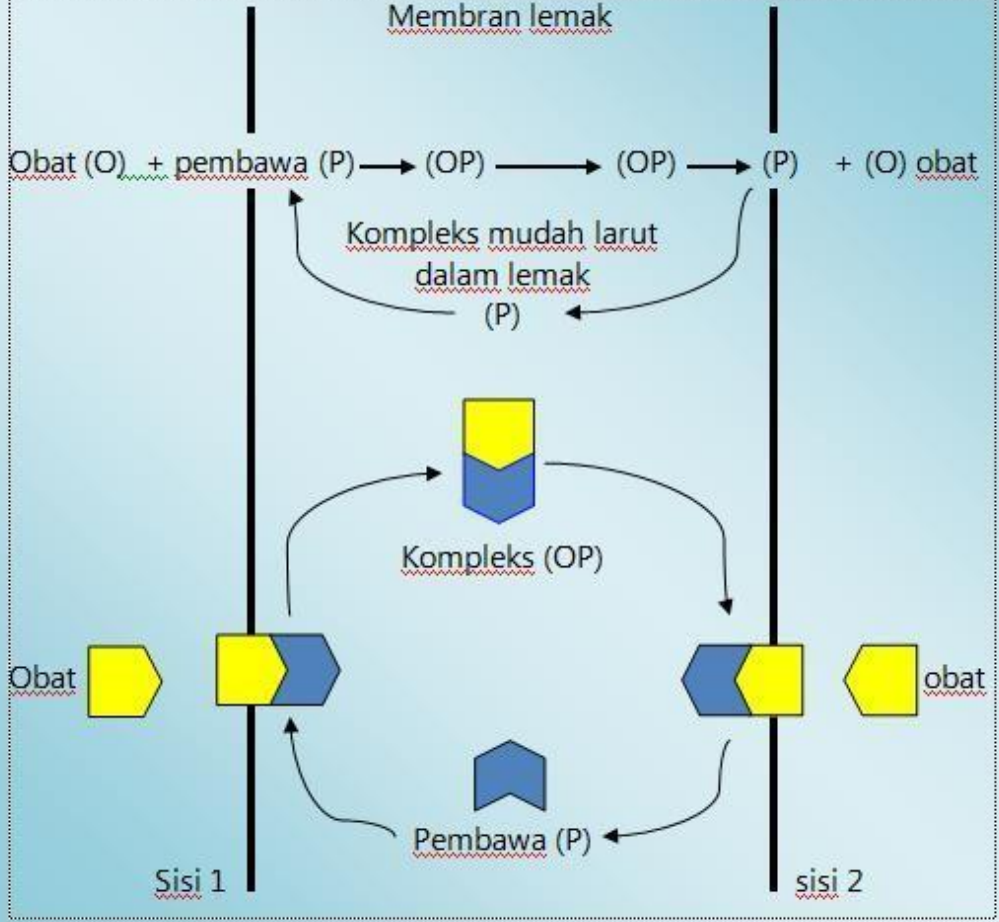 Membran lemak
Obat (O) + pembawa (P) (OP) (OP) (P) + (O) obat
Kompleks mudah larut
dalam lemak
(P)
Kompleks (OP)
Obat
obat
Pembawa (P)
Sisi 1
sisi 2